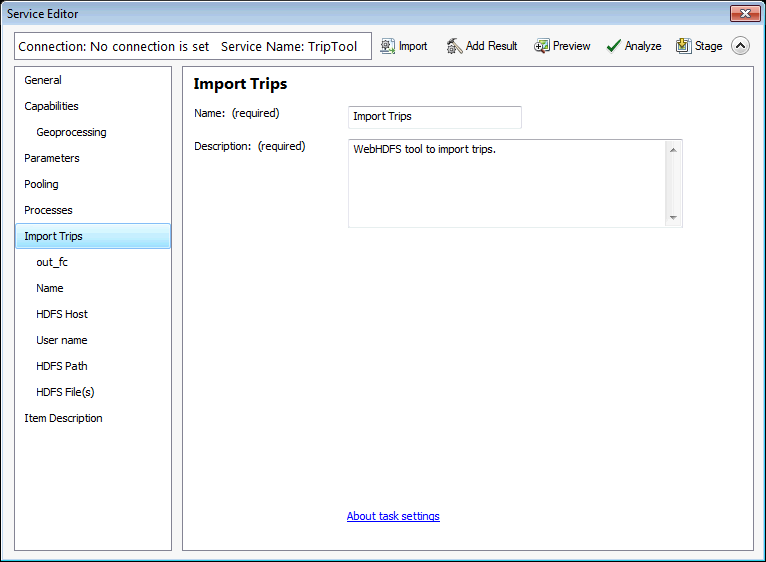 Service Editor
Connection: No connection is set Service Name: TripTool Import Add Result Preview Analyze Stage
General
Capabilities
Geoprocessing
Parameters
Pooling
Processes
Import Trips
out_fc
Name
HDFS Host
User name
HDFS Path
HDFS File(s)
Item Description
Import Trips
Name: (required) Import Trips
Description: (required) WebHDFS tool to import trips.
About task settings